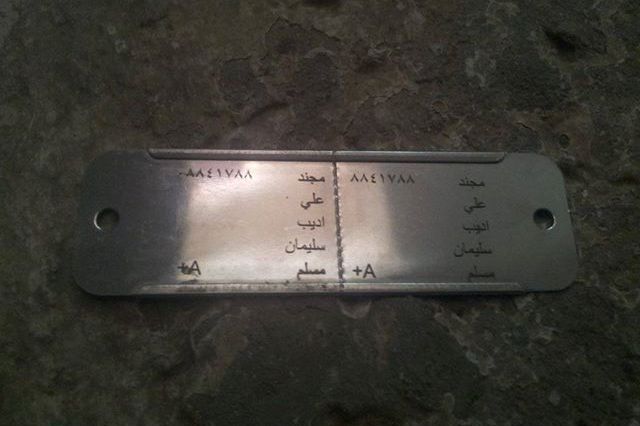 مجند ٨٨٤١٧٨٨
علي
اديب
سليمان
مسلم A+
مجند ٨٨٤١٧٨٨
علي
اديب
سليمان
مسلم A+